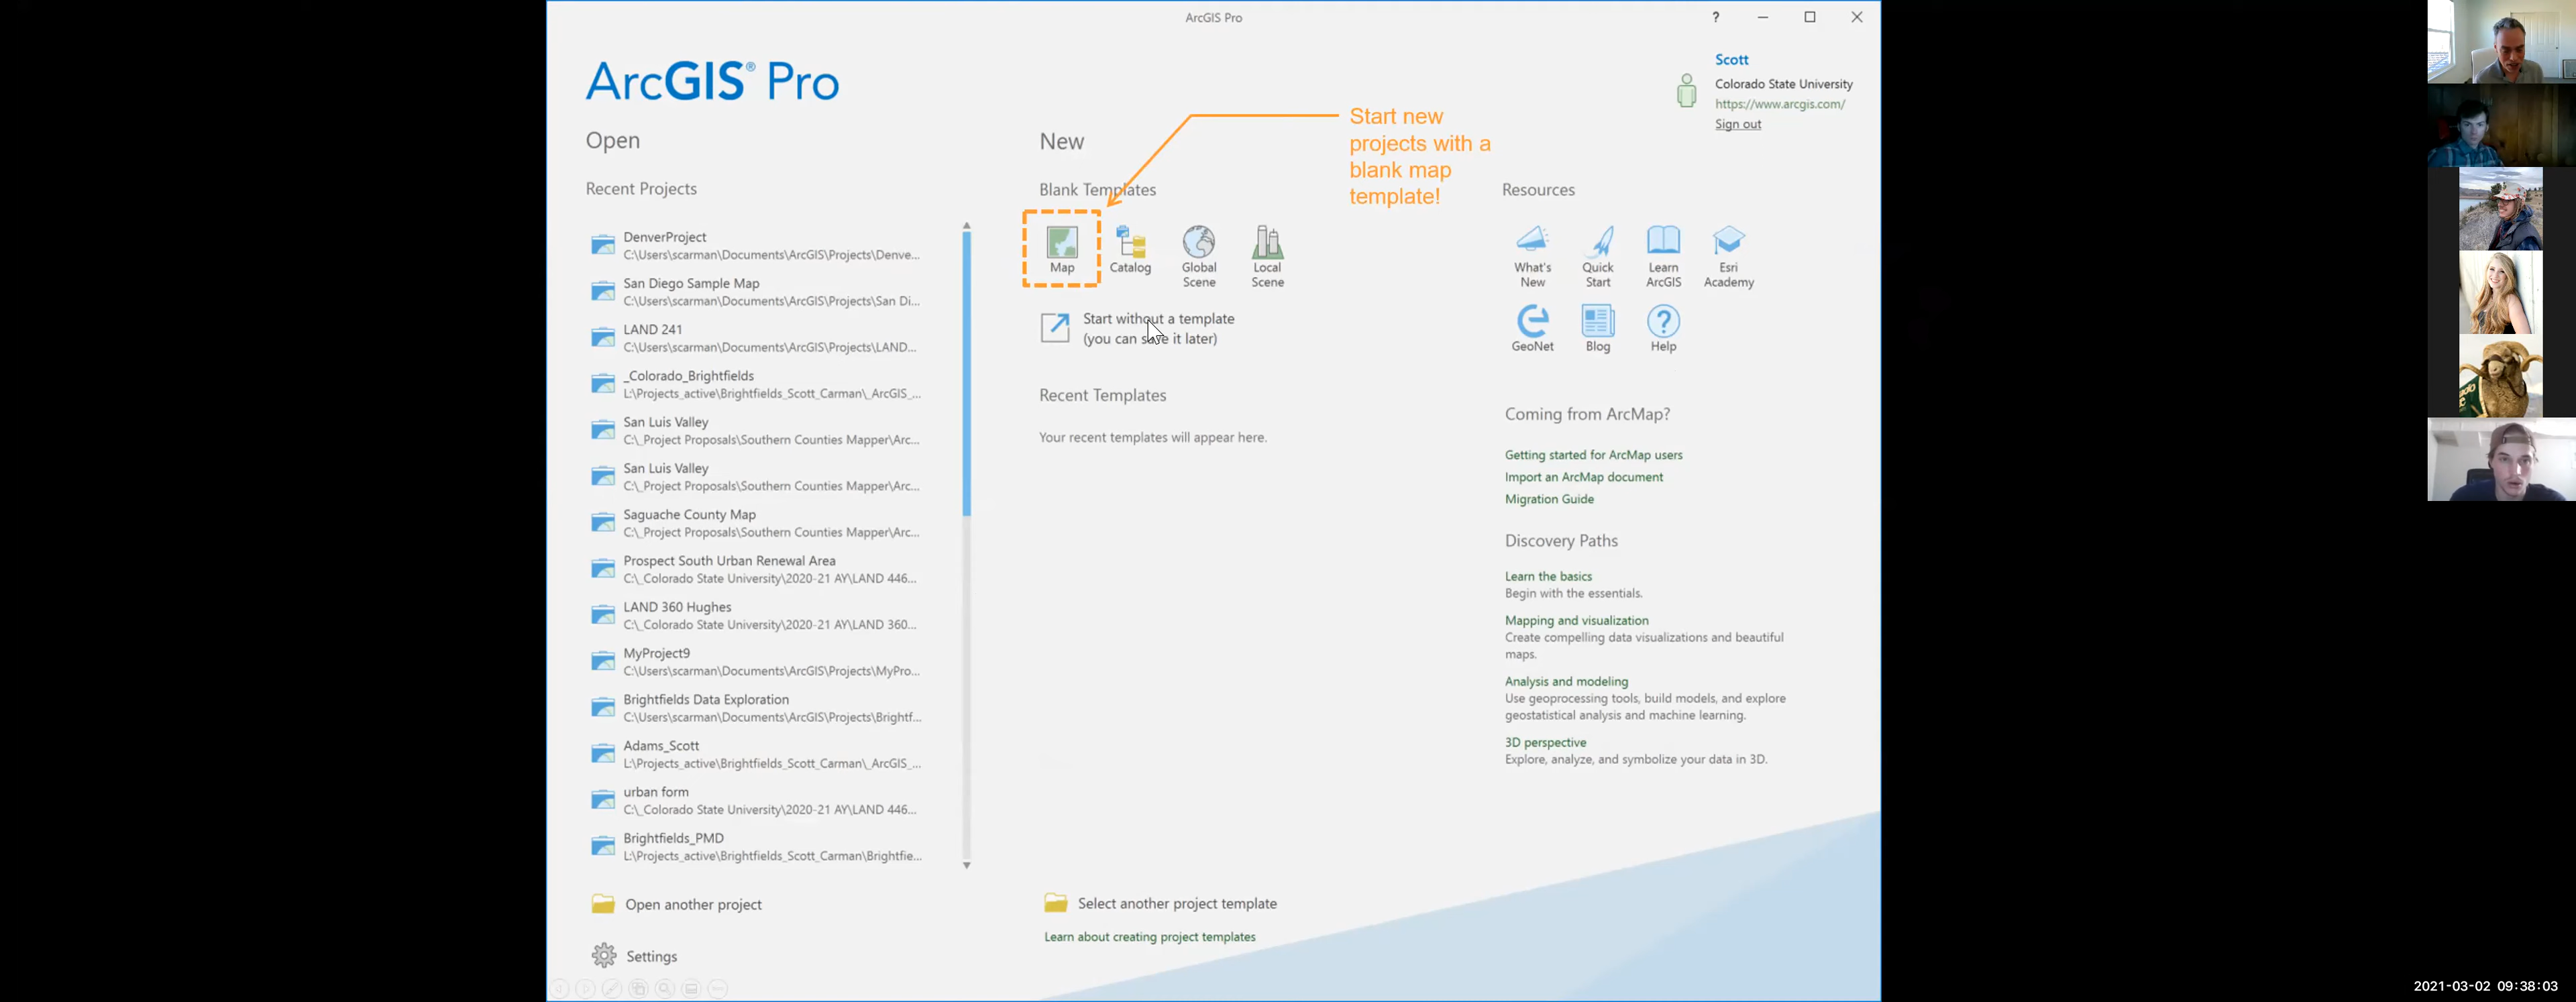 ArcGIS Pro
?
ArcGIS® Pro
Scott
Colorado State University
https://www.arcgis.com/
Sign out
Start new
projects with a
blank map
template!
Open
Recent Projects
DenverProject
C:\Users\scarman\Documents\ArcGIS\Projects\Denve...
San Diego Sample Map
C:\Users\scarman\Documents\ArcGIS\Projects\San Di...
LAND 241
C:\Users\scarman\Documents\ArcGIS\Projects\LAND...
_Colorado_Brightfields
L:\Projects_active\Brightfields_Scott_Carman\_ArcGIS_...
San Luis Valley
C:\_Project Proposals\Southern Counties Mapper\Arc...
San Luis Valley
C:\_Project Proposals\Southern Counties Mapper\Arc...
Saguache County Map
C:\_Project Proposals\Southern Counties Mapper\Arc...
Prospect South Urban Renewal Area
C:\_Colorado State University\2020-21 AY\LAND 446...
LAND 360 Hughes
C:\_Colorado State University\2020-21 AY\LAND 360...
MyProject9
C:\Users\scarman\Documents\ArcGIS\Projects\MyPro...
Brightfields Data Exploration
C:\Users\scarman\Documents\ArcGIS\Projects\Brightf...
Adams_Scott
L:\Projects_active\Brightfields_Scott_Carman\_ArcGIS_...
urban form
C:\_Colorado State University\2020-21 AY\LAND 446...
Brightfields_PMD
L:\Projects_active\Brightfields_Scott_Carman\Brightfie...
Open another project
Settings
New
Blank Templates
Map
Catalog
Global
Scene
Local
Scene
Start without a template
(you can save it later)
Recent Templates
Your recent templates will appear here.
Select another project template
Learn about creating project templates
Resources
What's
New
Quick
Start
Learn
ArcGIS
Esri
Academy
GeoNet
Blog
Help
Coming from ArcMap?
Getting started for ArcMap users
Import an ArcMap document
Migration Guide
Discovery Paths
Learn the basics
Begin with the essentials.
Mapping and visualization
Create compelling data visualizations and beautiful
maps.
Analysis and modeling
Use geoprocessing tools, build models, and explore
geostatistical analysis and machine learning.
3D perspective
Explore, analyze, and symbolize your data in 3D.
2021-03-02 09:38:03